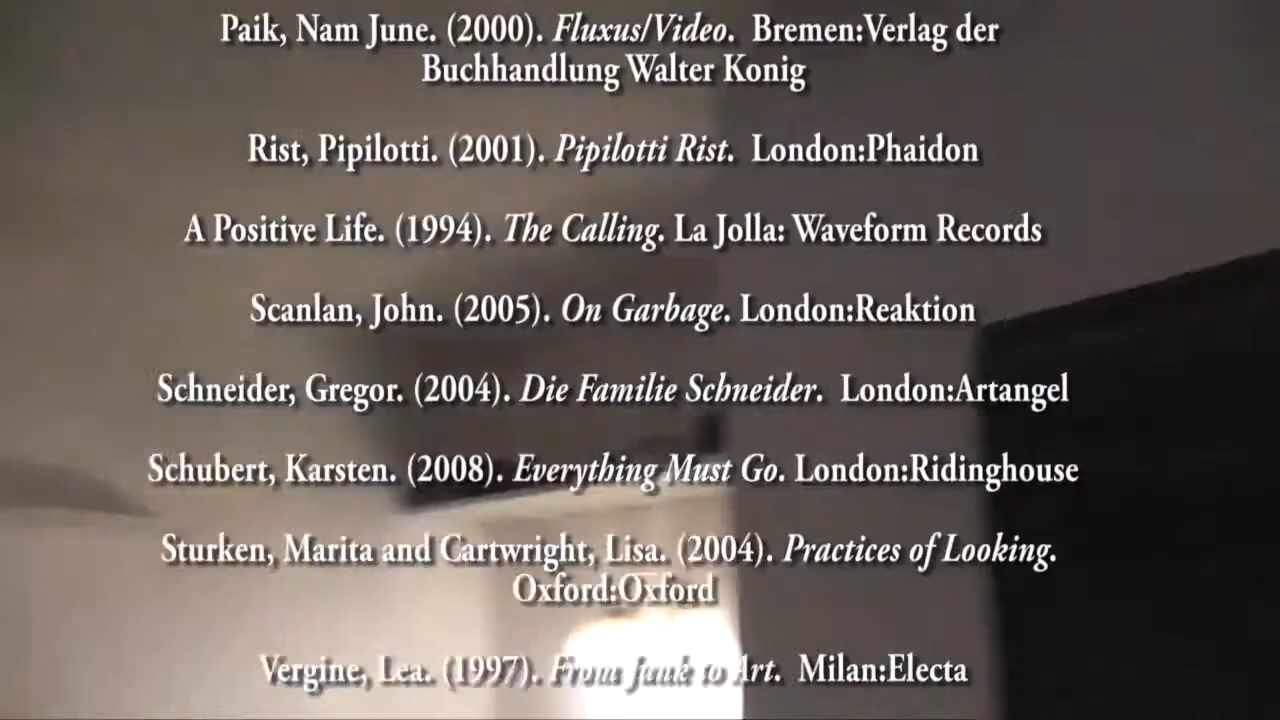 Paik, Nam June. (2000). Fluxus/Video. Bremen:Verlag der
Buchhandlung Walter Konig
Rist, Pipilotti. (2001). Pipilotti Rist. London:Phaidon
A Positive Life. (1994). The Calling. La Jolla: Waveform Records
Scanlan, John. (2005). On Garbage. London:Reaktion
Schneider, Gregor. (2004). Die Familie Schneider. London:Artangel
Schubert, Karsten. (2008). Everything Must Go. London:Ridinghouse
Sturken, Marita and Cartwright, Lisa. (2004). Practices of Looking.
Oxford:Oxford
Vergine, Lea. (1997). From junk to Art. Milan:Electa